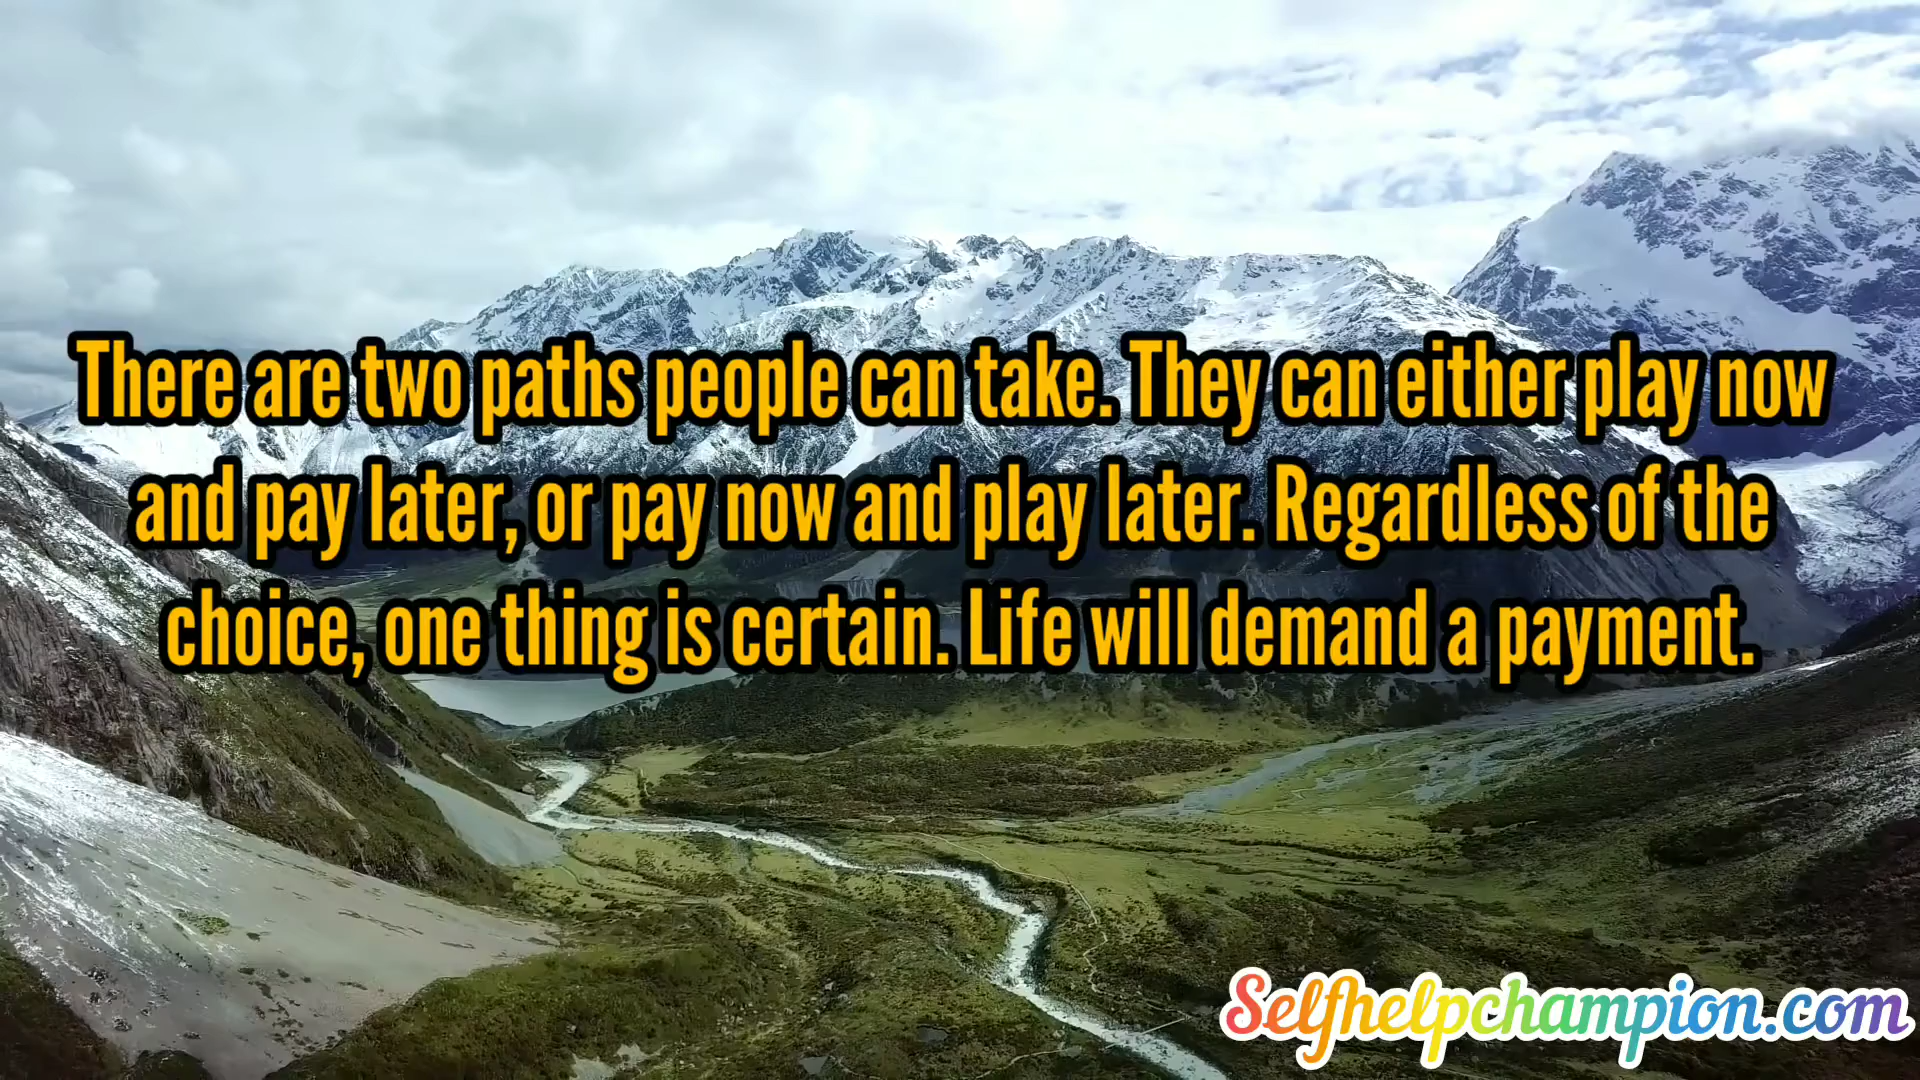 There are two paths people can take. They can either play now
and pay later, or pay now and play later. Regardless of the
choice, one thing is certain. Life will demand a payment.
Selfhelpchampion.com